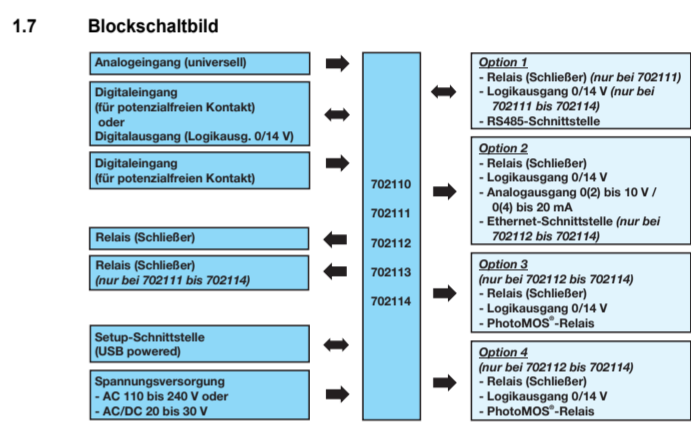 1.7 Blockschaltbild
Analogeingang (universell)
Digitaleingang
(für potenzialfreien Kontakt)
oder
Digitalausgang (Logikausg. 0/14 V)
Digitaleingang
(für potenzialfreien Kontakt)
Relais (Schließer)
Relais (Schließer)
(nur bei 702111 bis 702114)
Setup-Schnittstelle
(USB powered)
Spannungsversorgung
- AC 110 bis 240 V oder
- AC/DC 20 bis 30 V
702110
702111
702112
702113
702114
Option 1
- Relais (Schließer) (nur bei 702111)
- Logikausgang 0/14 V (nur bei
702111 bis 702114)
- RS485-Schnittstelle
Option 2
- Relais (Schließer)
- Logikausgang 0/14 V
- Analogausgang 0(2) bis 10 V /
0(4) bis 20 mA
- Ethernet-Schnittstelle (nur bei
702112 bis 702114)
Option 3
(nur bei 702112 bis 702114)
- Relais (Schließer)
- Logikausgang 0/14 V
- PhotoMOS®-Relais
Option 4
(nur bei 702112 bis 702114)
- Relais (Schließer)
- Logikausgang 0/14 V
- PhotoMOS®-Relais